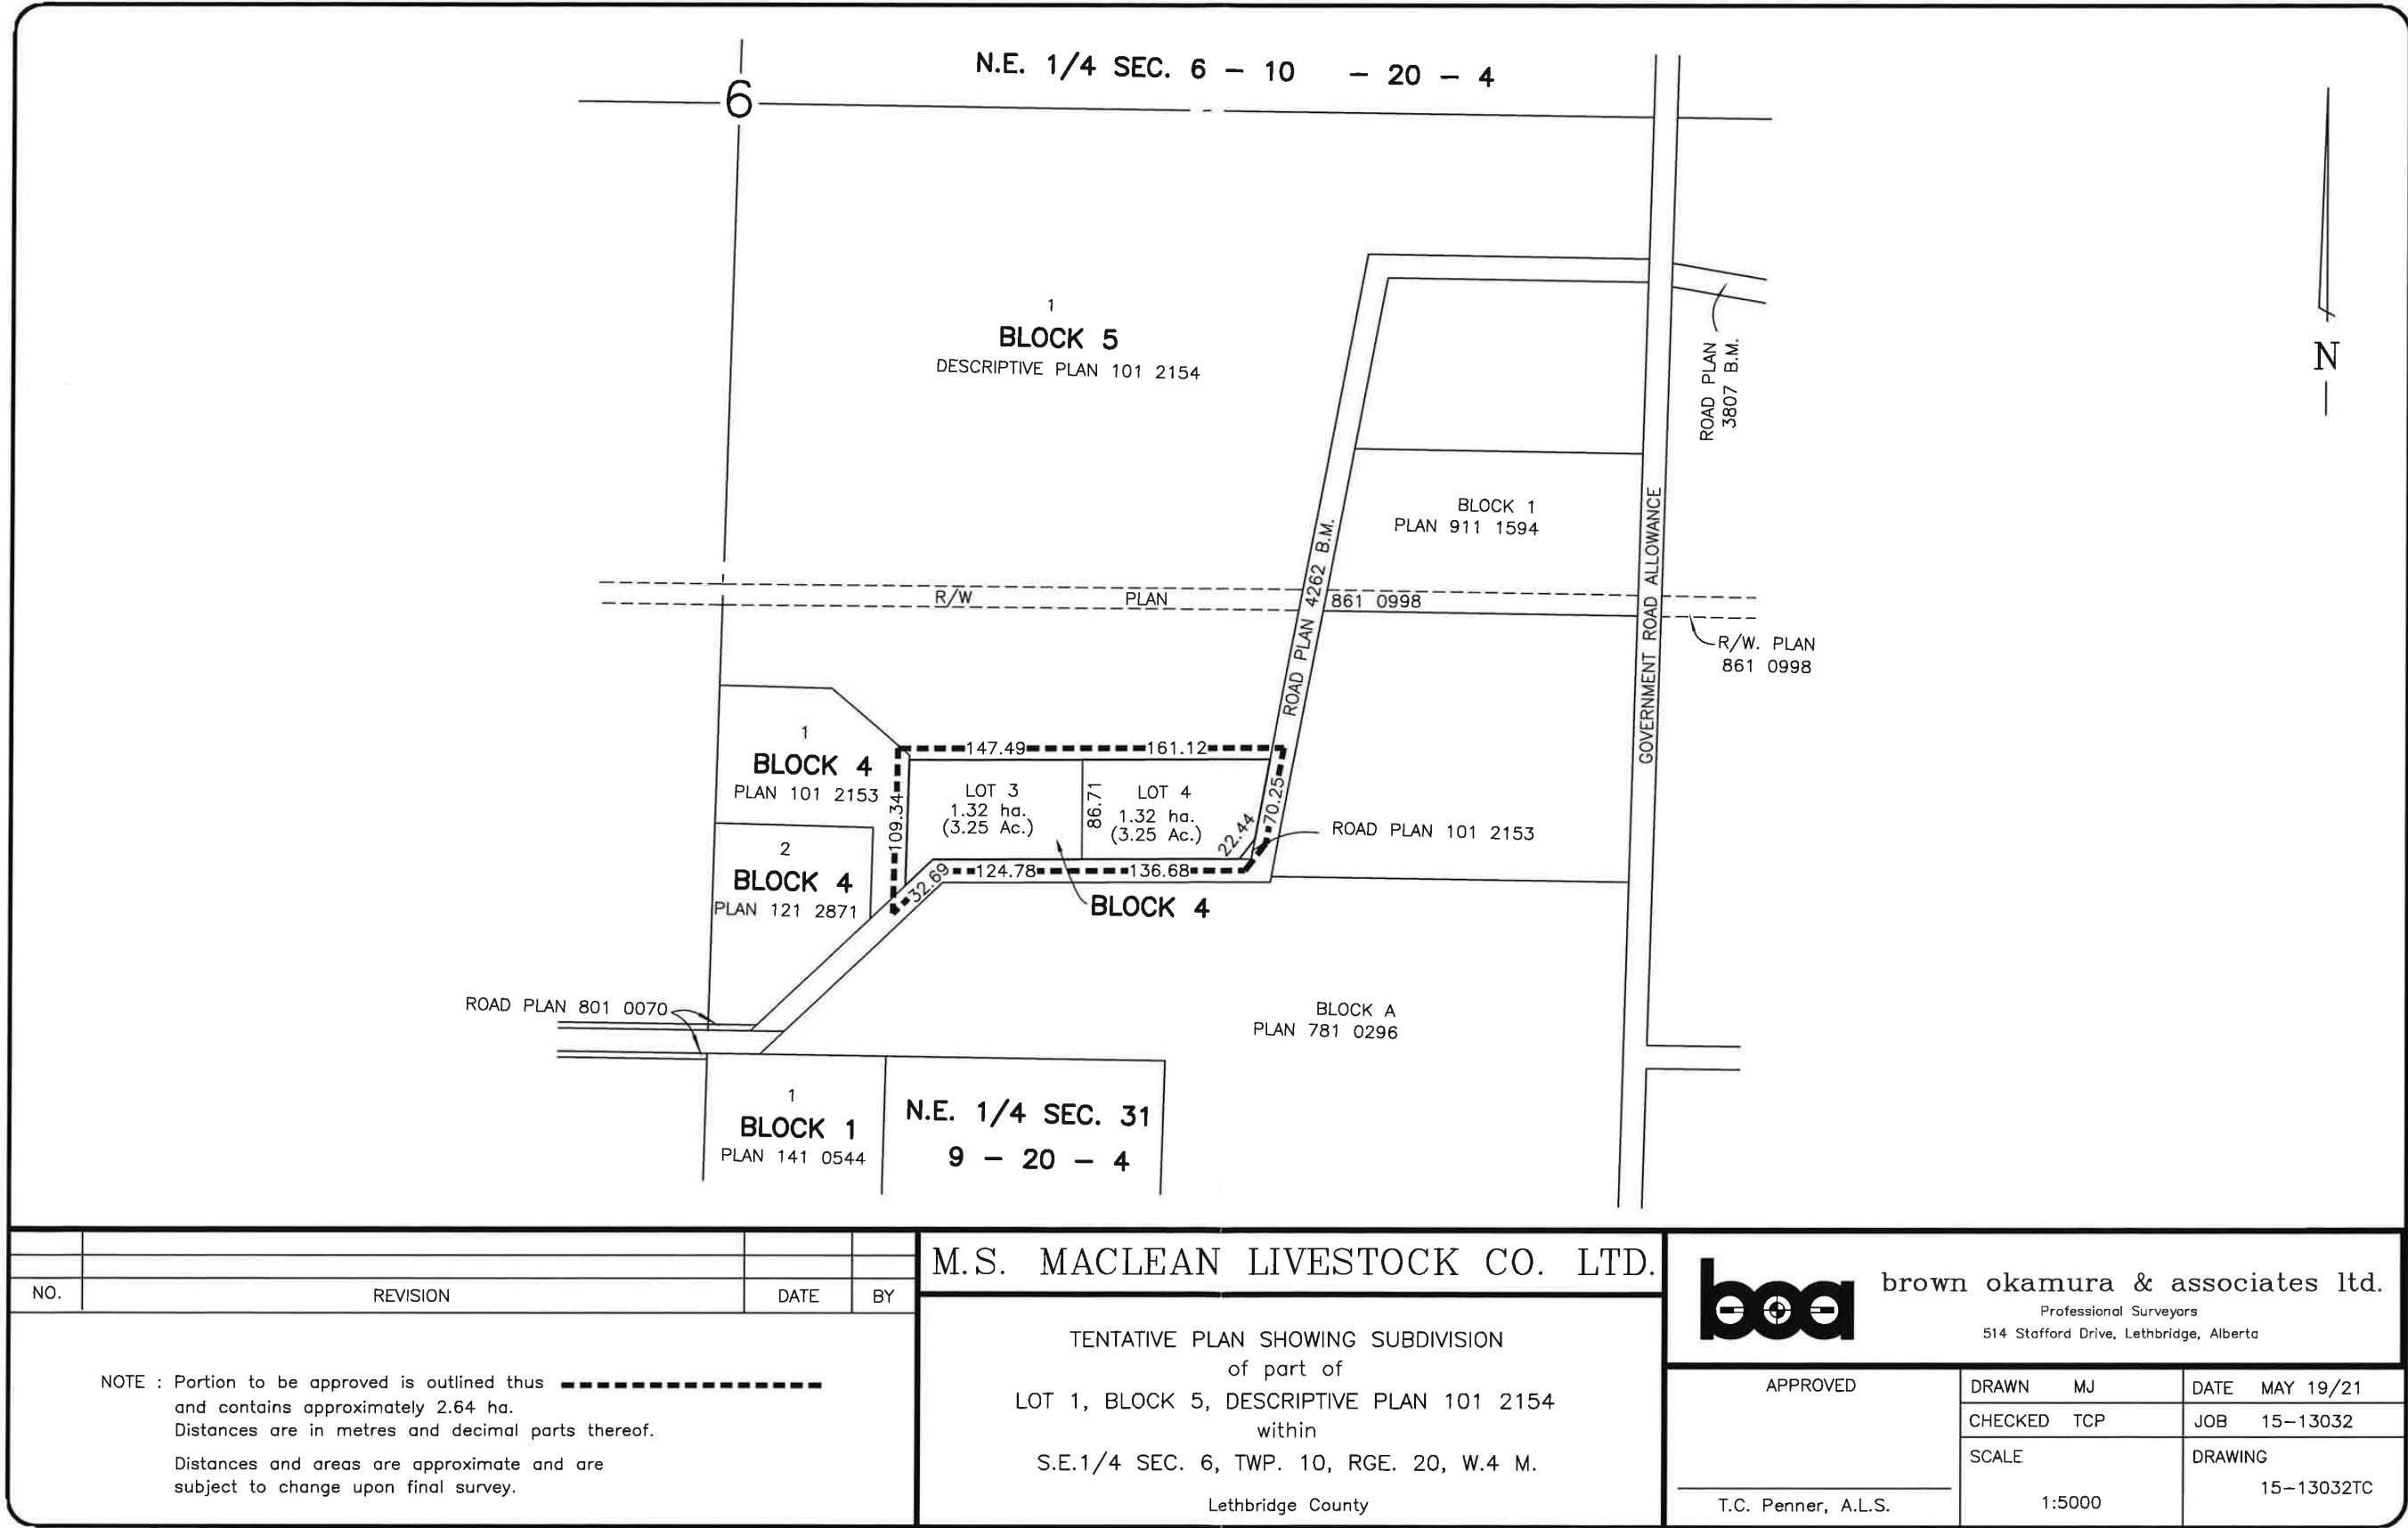 N.E. 1/4 SEC. 6 - 10 - 20 - 4
6
1
BLOCK 5
DESCRIPTIVE PLAN 101 2154
N
ROAD PLAN
3807 B.M.
BLOCK 1
PLAN 911 1594
GOVERNMENT ROAD ALLOWANCE
ROAD PLAN 4262 B.M.
R/W PLAN 861 0998
R/W. PLAN
861 0998
1
BLOCK 4
PLAN 101 2153
147.49 161.12
109.34
LOT 3
1.32 ha.
(3.25 Ac.)
86.71
LOT 4
1.32 ha.
(3.25 Ac.)
22.44
70.25
ROAD PLAN 101 2153
2
BLOCK 4
PLAN 121 2871
32.69
124.78 136.68
BLOCK 4
ROAD PLAN 801 0070
BLOCK A
PLAN 781 0296
1
BLOCK 1
PLAN 141 0544
N.E. 1/4 SEC. 31
9 - 20 - 4
NO. REVISION DATE BY
NOTE : Portion to be approved is outlined thus
and contains approximately 2.64 ha.
Distances are in metres and decimal parts thereof.
Distances and areas are approximate and are
subject to change upon final survey.
M.S. MACLEAN LIVESTOCK CO. LTD.
TENTATIVE PLAN SHOWING SUBDIVISION
of part of
LOT 1, BLOCK 5, DESCRIPTIVE PLAN 101 2154
within
S.E.1/4 SEC. 6, TWP. 10, RGE. 20, W.4 M.
Lethbridge County
boa
brown okamura & associates ltd.
Professional Surveyors
514 Stafford Drive, Lethbridge, Alberta
APPROVED
T.C. Penner, A.L.S.
DRAWN MJ
DATE MAY 19/21
CHECKED TCP
JOB 15-13032
SCALE
1:5000
DRAWING
15-13032TC